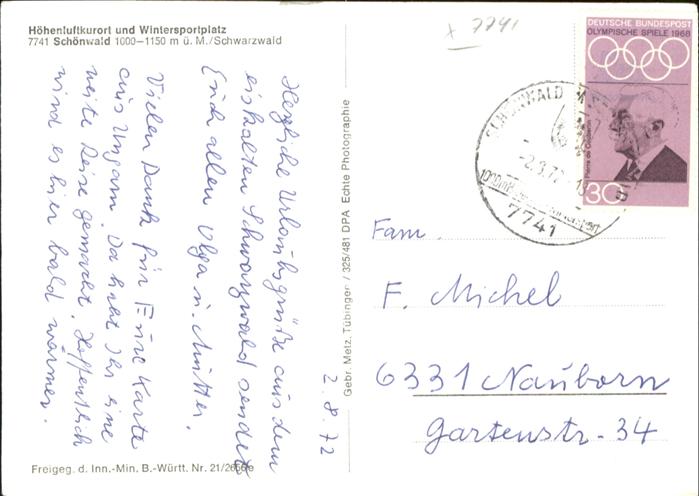 Höhenluftkurort und Wintersportplatz
7741 Schönwald 1000–1150 m ü. M./Schwarzwald
x 7741
DEUTSCHE BUNDESPOST
OLYMPISCHE SPIELE 1968
Pierre de Coubertin
30
SCHÖNWALD
7741
2.8.72
Herzliche Urlaubsgrüße aus dem
eiskalten Schwarzwald sendet
Euch allen Olga u. Mutter.
Vielen Dank für Eure Karte
aus Ungarn. Da habt Ihr eine
weite Reise gemacht. Hoffentlich
wird es hier bald wärmer.
Gebr. Metz, Tübingen / 325/481 DPA Echte Photographie
Fam.
F. Michel
6331 Nauborn
Gartenstr. 34
Freigeg. d. Inn.-Min. B.-Württ. Nr.